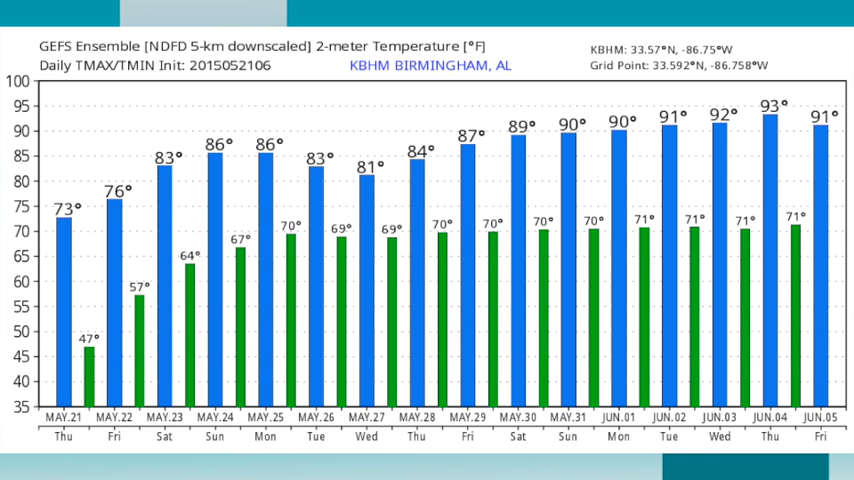 GEFS Ensemble [NDFD 5-km downscaled] 2-meter Temperature [°F]
Daily TMAX/TMIN Init: 2015052106
KBHM BIRMINGHAM, AL
KBHM: 33.57°N, -86.75°W
Grid Point: 33.592°N, -86.758°W
100
95
90
85
80
75
70
65
60
55
50
45
40
35
73° 76° 83° 86° 86° 83° 81° 84° 87° 89° 90° 90° 91° 92° 93° 91°
47° 57° 64° 67° 70° 69° 69° 70° 70° 70° 70° 71° 71° 71° 71°
MAY.21 MAY.22 MAY.23 MAY.24 MAY.25 MAY.26 MAY.27 MAY.28 MAY.29 MAY.30 MAY.31 JUN.01 JUN.02 JUN.03 JUN.04 JUN.05
Thu Fri Sat Sun Mon Tue Wed Thu Fri Sat Sun Mon Tue Wed Thu Fri